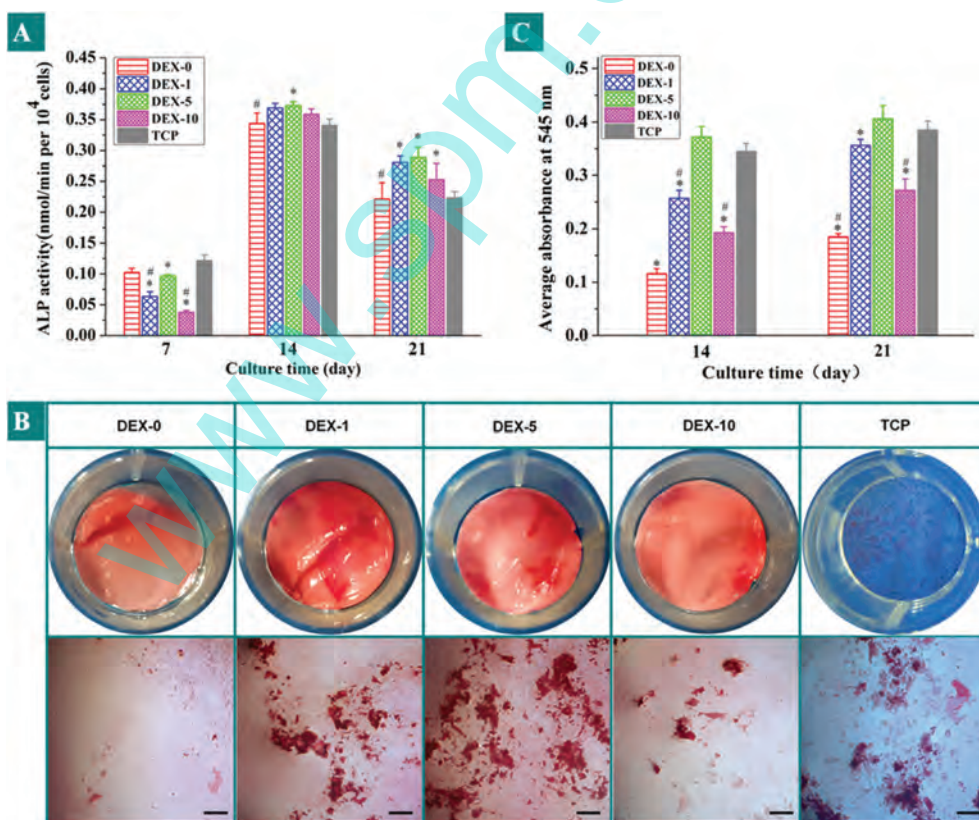 A
ALP activity(nmol/min per 10⁴ cells)
0.45
0.40
0.35
0.30
0.25
0.20
0.15
0.10
0.05
0.00
DEX-0
DEX-1
DEX-5
DEX-10
TCP
#
*
*
#
*
#
*
#
*
*
*
7
14
21
Culture time (day)
C
Average absorbance at 545 nm
0.5
0.4
0.3
0.2
0.1
0.0
DEX-0
DEX-1
DEX-5
DEX-10
TCP
*
#
*
#
*
#
*
*
#
*
14
21
Culture time（day）
B
DEX-0
DEX-1
DEX-5
DEX-10
TCP